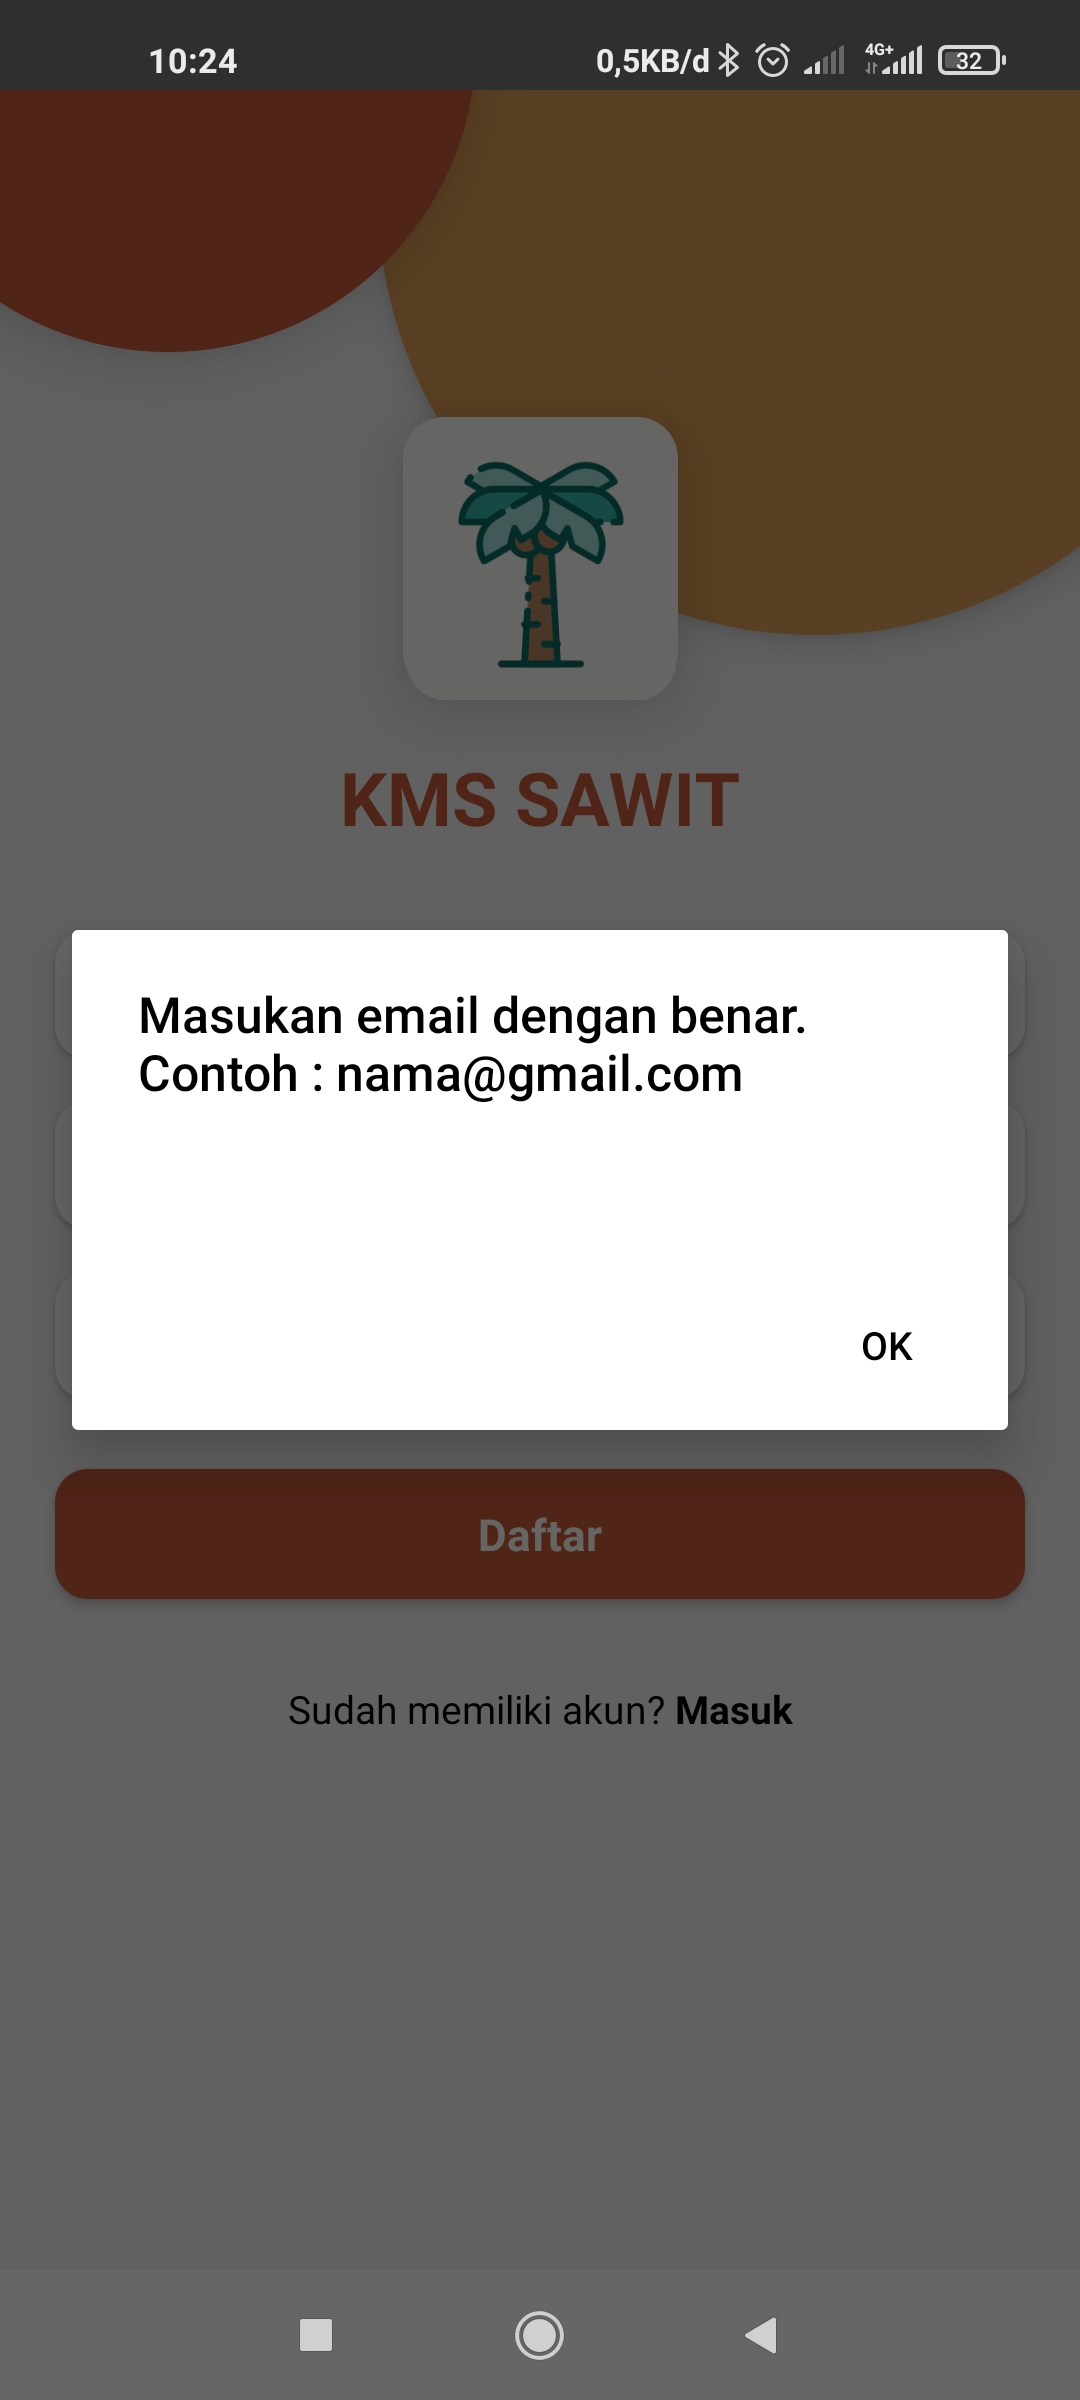 10:24
0,5KB/d
4G+
32
KMS SAWIT
Masukan email dengan benar.
Contoh : nama@gmail.com
OK
Daftar
Sudah memiliki akun? Masuk